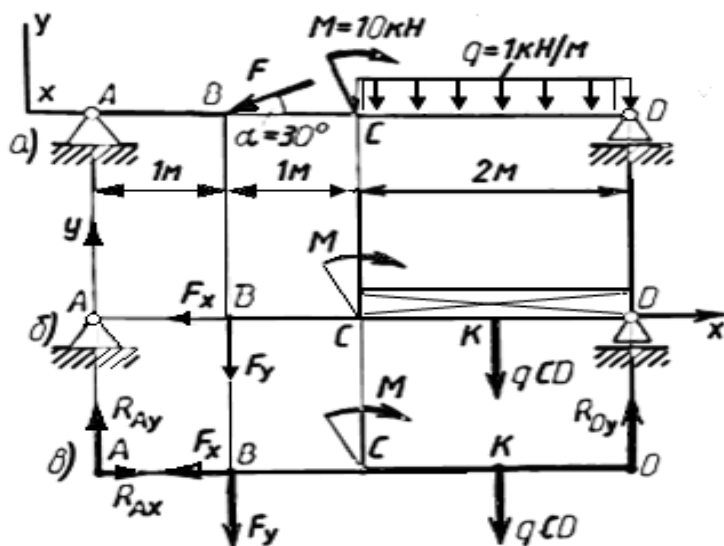 y
M=10кН
q=1кН/м
F
x A B D
α=30°
C
а)
1м 1м 2м
y
M
A Fx B D
б) C K x
Fy qCD
RAy M RDy
A Fx B C K D
в)
RAx Fy qCD